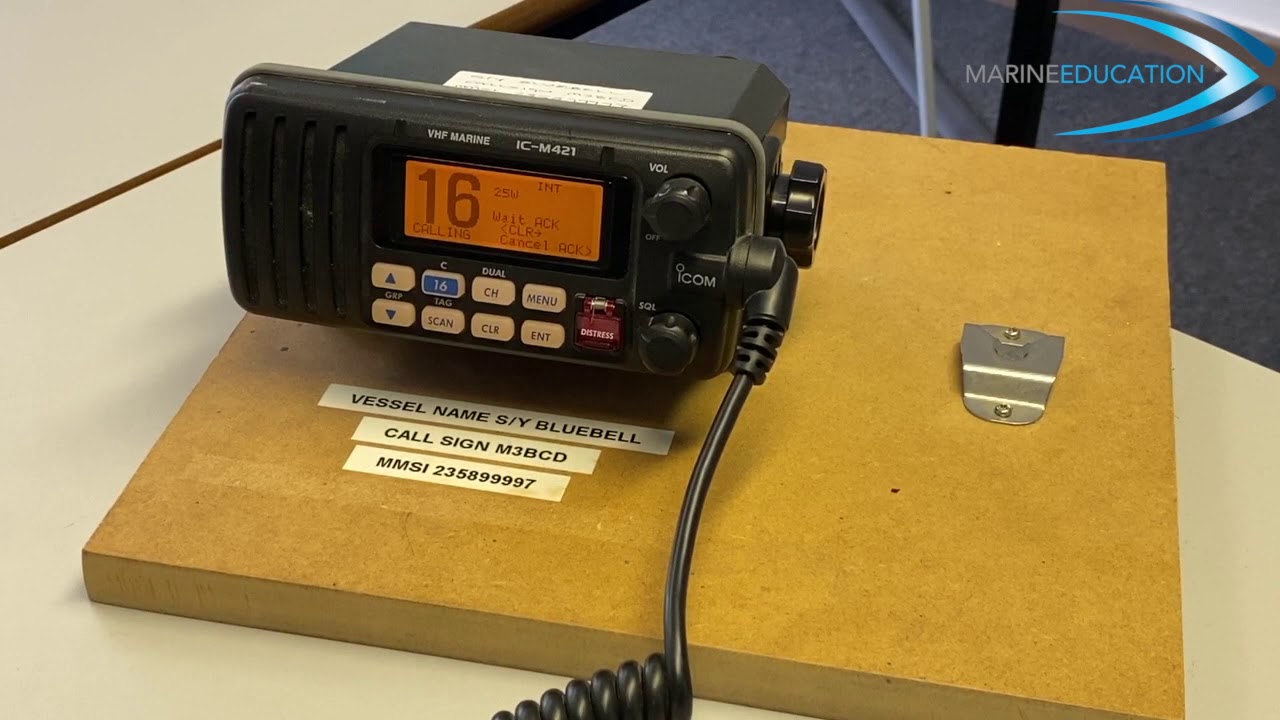 MARINEEDUCATION
VHF MARINE IC-M421
VOL
OFF
16 25W INT
Wait ACK
<CLR→
CALLING Cancel ACK>
ICOM
C DUAL
▲ 16 CH MENU
GRP TAG
▼ SCAN CLR ENT
DISTRESS
SQL
VESSEL NAME S/Y BLUEBELL
CALL SIGN M3BCD
MMSI 235899997